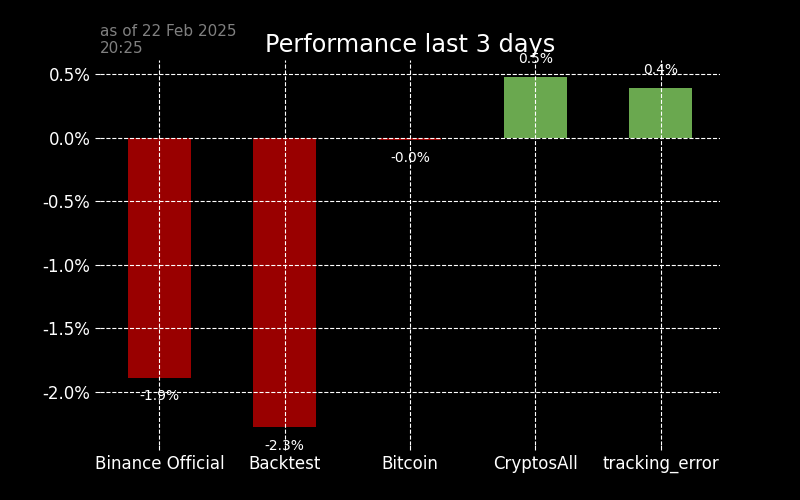 as of 22 Feb 2025
20:25
Performance last 3 days
0.5%
0.0%
-0.5%
-1.0%
-1.5%
-2.0%
-1.9%
-2.3%
-0.0%
0.5%
0.4%
Binance Official
Backtest
Bitcoin
CryptosAll
tracking_error